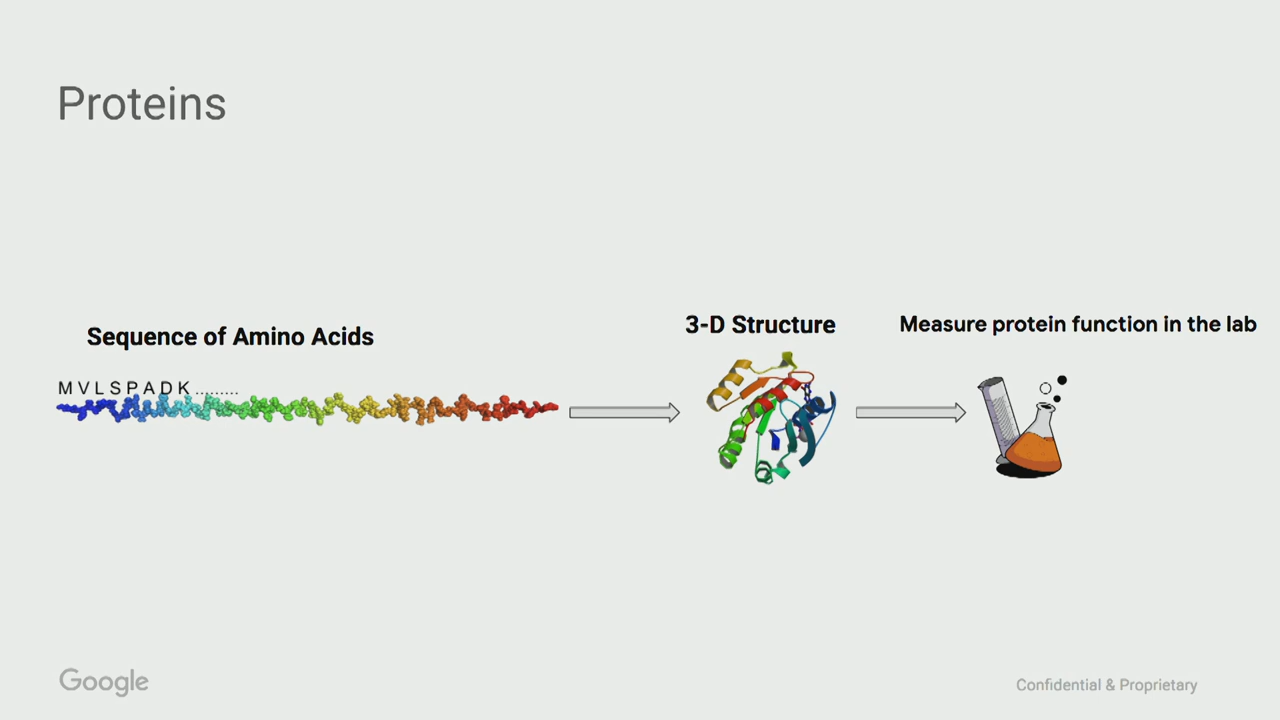 Proteins
Sequence of Amino Acids
3-D Structure
Measure protein function in the lab
M V L S P A D K .........
Google
Confidential & Proprietary